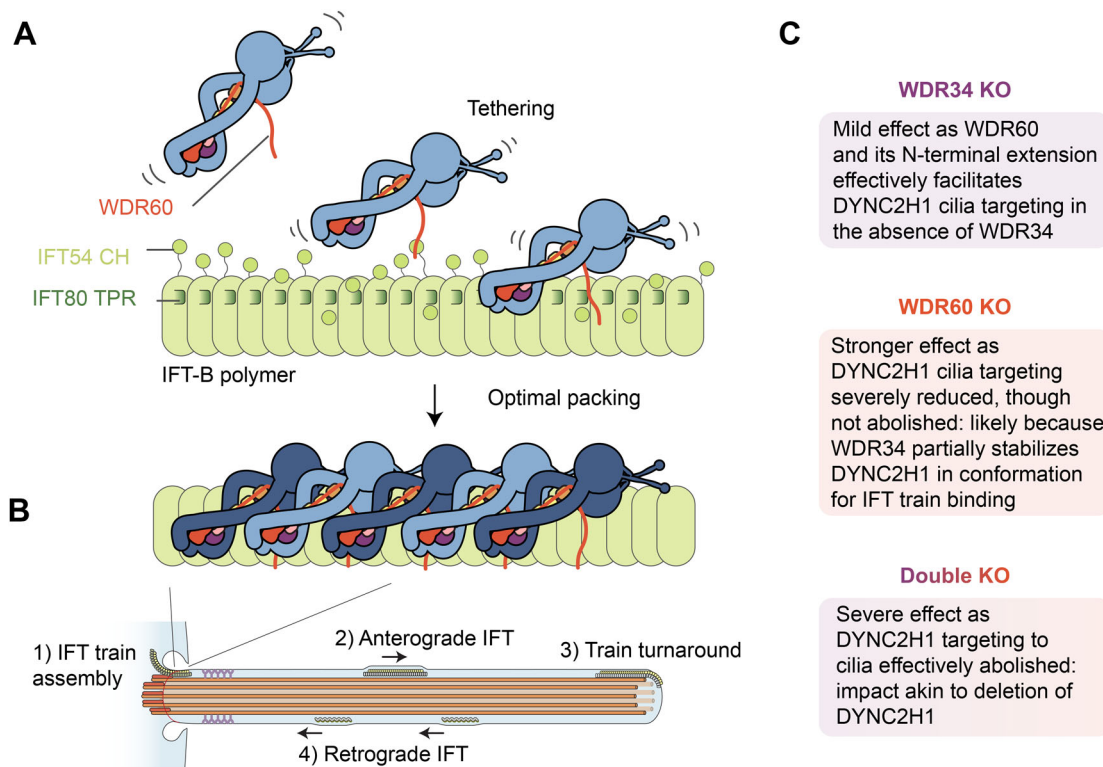 A
Tethering
WDR60
IFT54 CH
IFT80 TPR
IFT-B polymer
Optimal packing
B
1) IFT train
assembly
2) Anterograde IFT
3) Train turnaround
4) Retrograde IFT
C
WDR34 KO
Mild effect as WDR60
and its N-terminal extension
effectively facilitates
DYNC2H1 cilia targeting in
the absence of WDR34
WDR60 KO
Stronger effect as
DYNC2H1 cilia targeting
severely reduced, though
not abolished: likely because
WDR34 partially stabilizes
DYNC2H1 in conformation
for IFT train binding
Double KO
Severe effect as
DYNC2H1 targeting to
cilia effectively abolished:
impact akin to deletion of
DYNC2H1